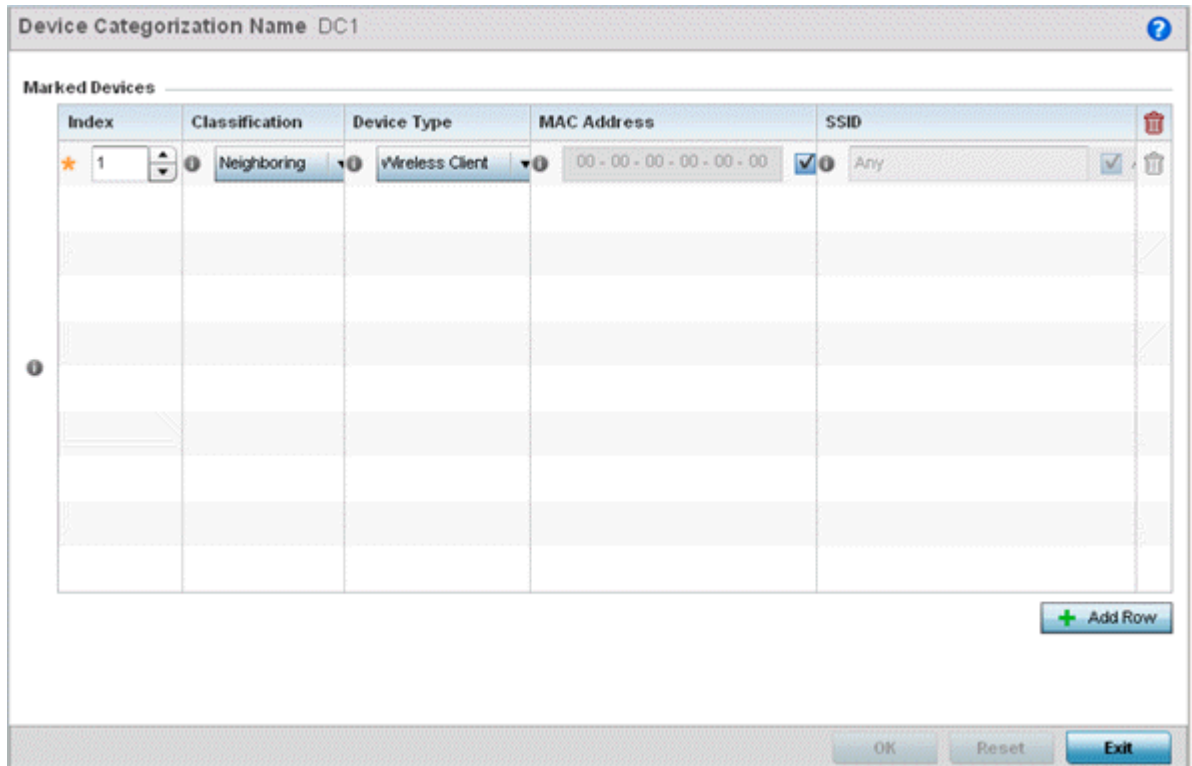 Device Categorization Name DC1
?
Marked Devices
Index Classification Device Type MAC Address SSID
* 1 Neighboring Wireless Client 00 - 00 - 00 - 00 - 00 - 00 Any
Add Row
OK Reset Exit